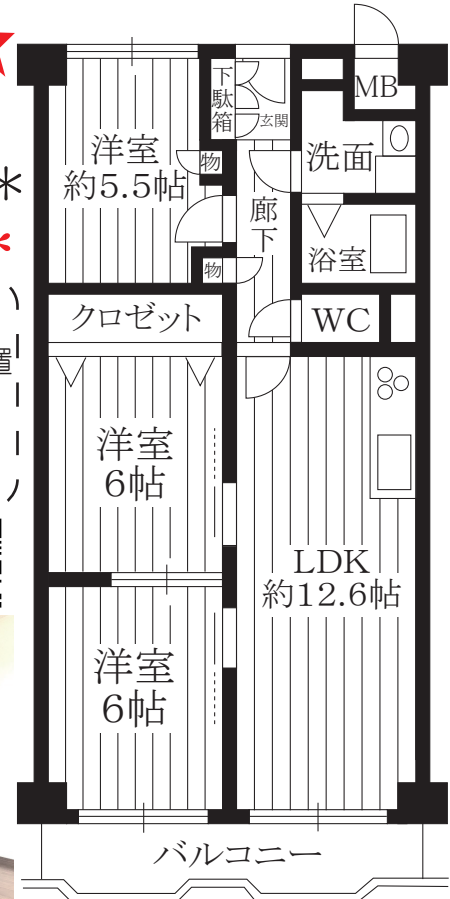 下駄箱
MB
玄関
洋室
約5.5帖
物
洗面
廊下
浴室
物
クロゼット
WC
置
洋室
6帖
LDK
約12.6帖
洋室
6帖
バルコニー